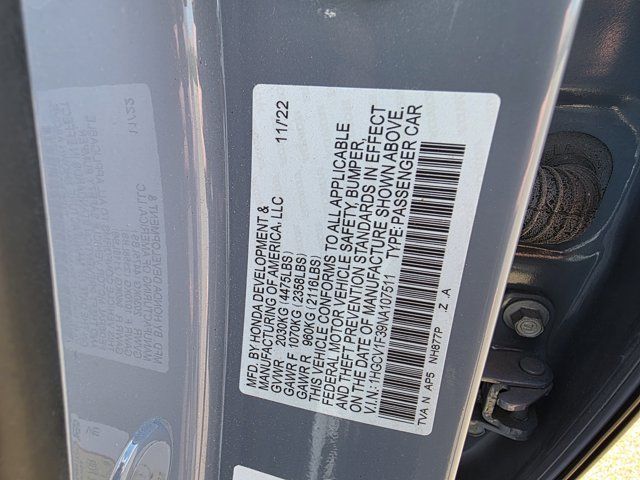 MFD. BY HONDA DEVELOPMENT &
MANUFACTURING OF AMERICA, LLC 11/22
GVWR 2030KG (4475LBS)
GAWR F 1070KG (2358LBS)
GAWR R 960KG (2116LBS)
THIS VEHICLE CONFORMS TO ALL APPLICABLE
FEDERAL MOTOR VEHICLE SAFETY, BUMPER,
AND THEFT PREVENTION STANDARDS IN EFFECT
ON THE DATE OF MANUFACTURE SHOWN ABOVE.
V.I.N.: 1HGCV1F39NA107511 TYPE: PASSENGER CAR
TVA N AP5 NH877P Z .A